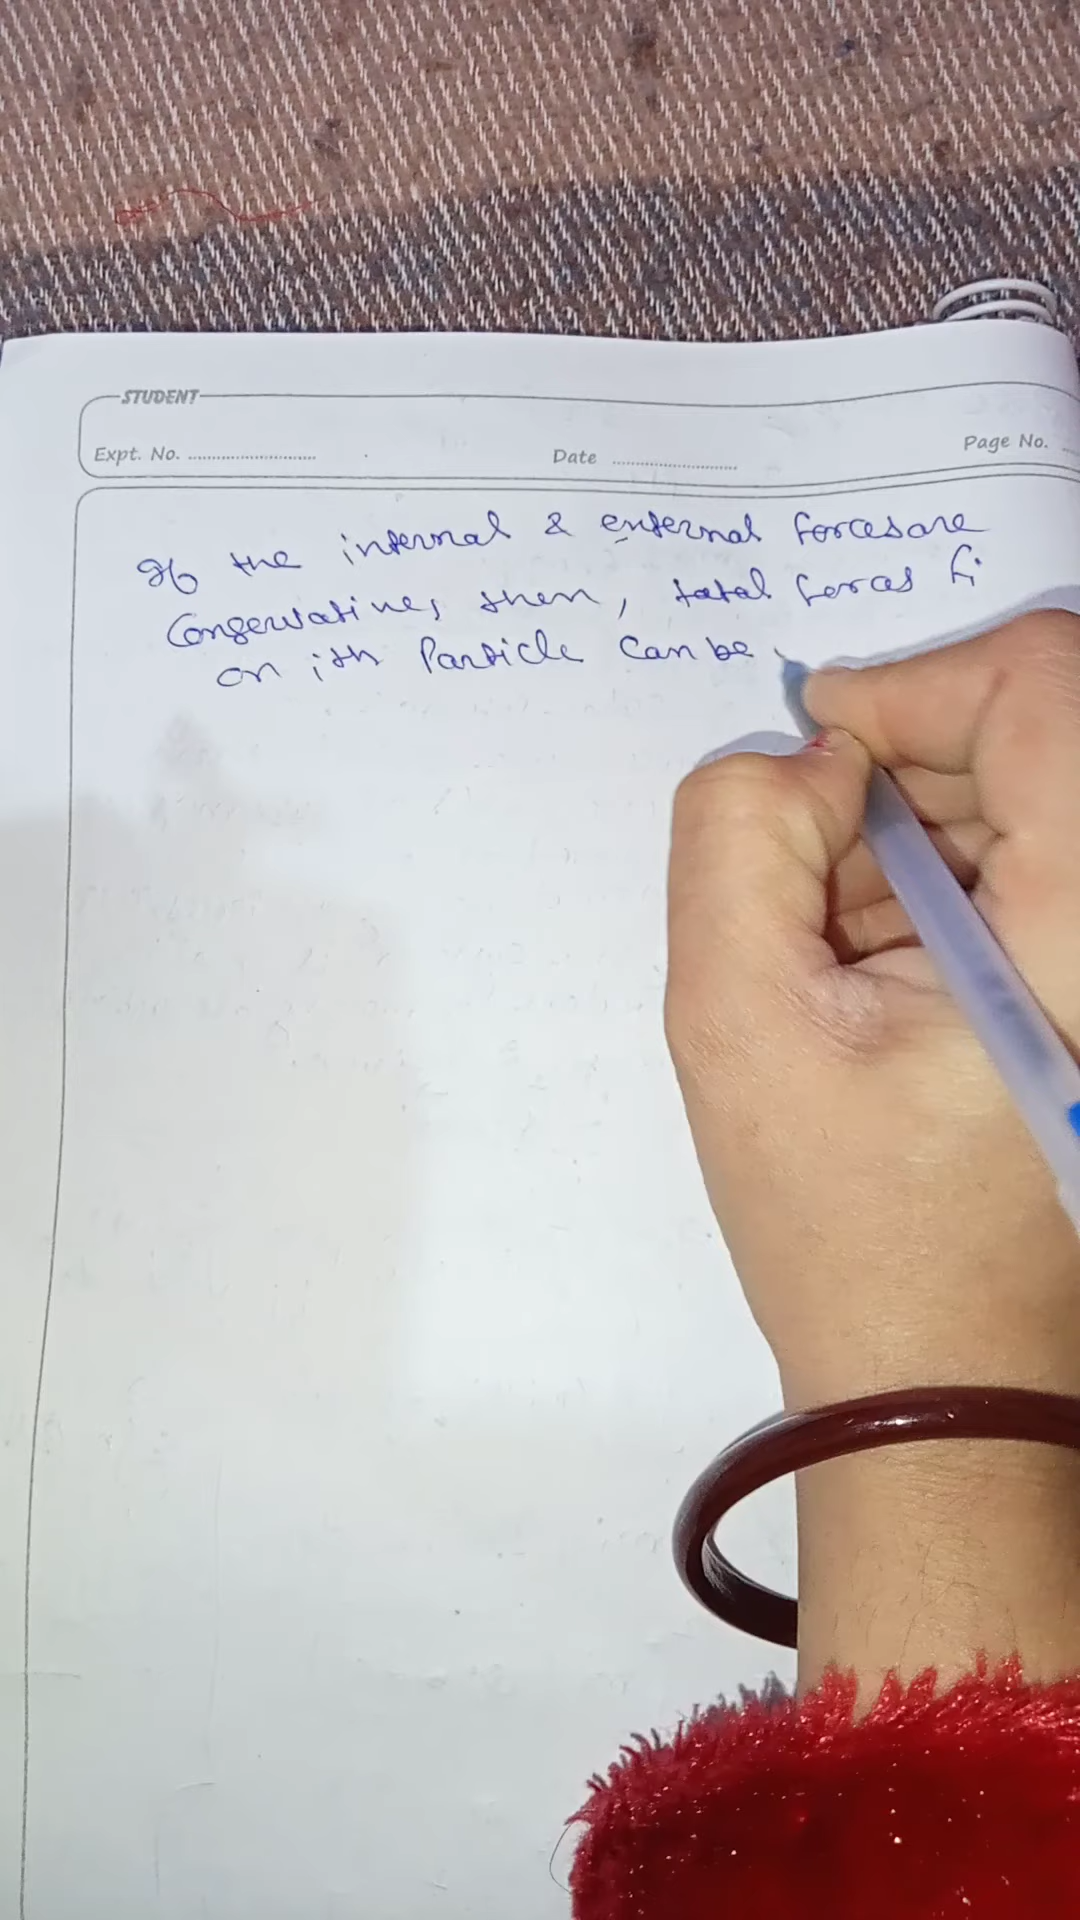 STUDENT
Expt. No.
Date
Page No.
If the internal & external forces are
Conservative, then, total forces Fi
on ith Particle can be